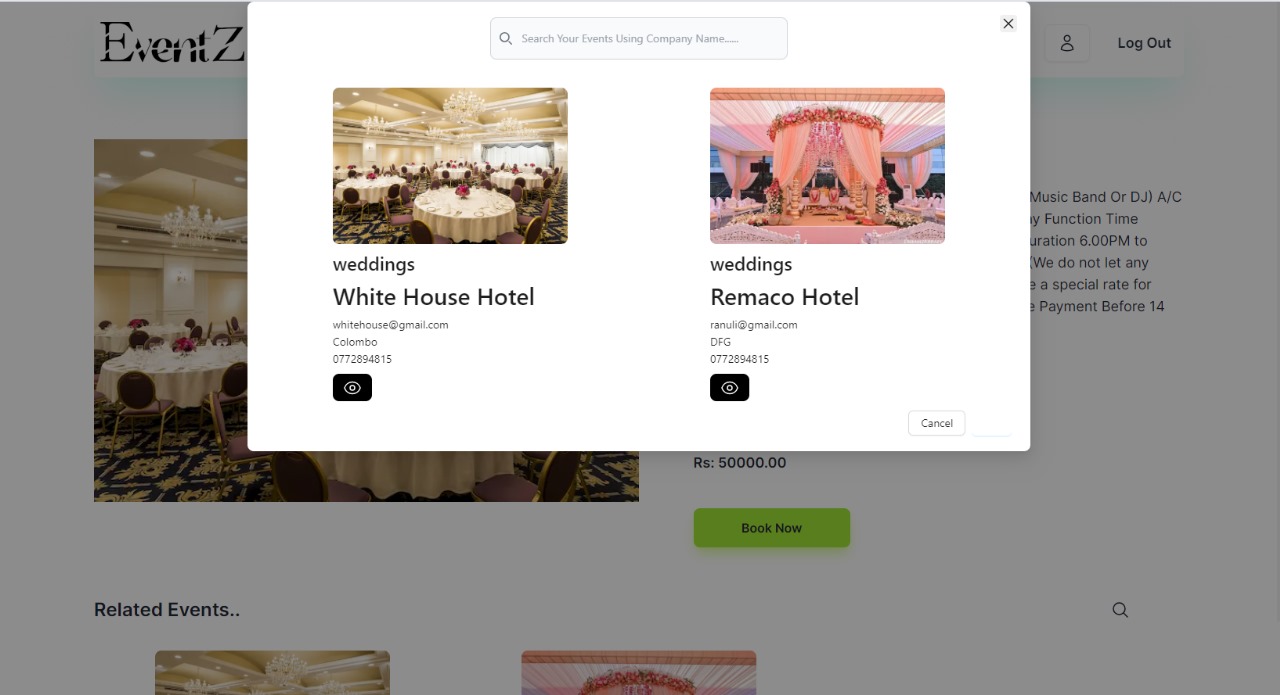 EventZ
Search Your Events Using Company Name......
Log Out
weddings
White House Hotel
whitehouse@gmail.com
Colombo
0772894815
weddings
Remaco Hotel
ranuli@gmail.com
DFG
0772894815
Cancel
Music Band Or DJ) A/C
y Function Time
uration 6.00PM to
(We do not let any
e a special rate for
e Payment Before 14
Rs: 50000.00
Book Now
Related Events..